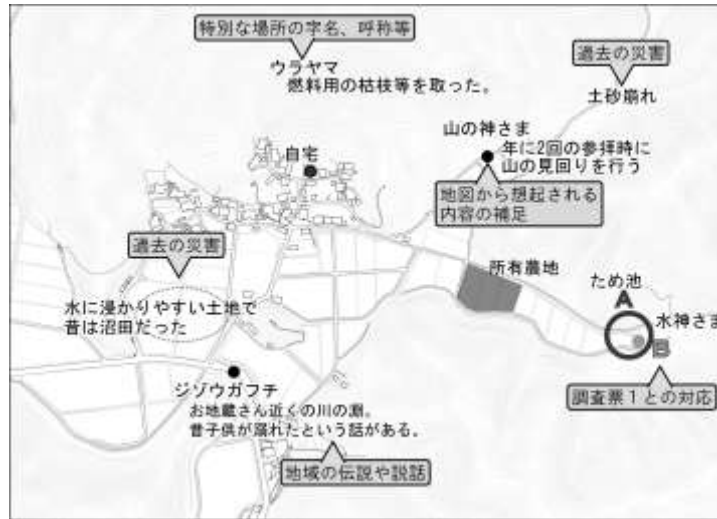 特別な場所の字名、呼称等
ウラヤマ
燃料用の枯枝等を取った。
過去の災害
土砂崩れ
山の神さま
年に2回の参拝時に
山の見回りを行う
自宅
地図から想起される
内容の補足
過去の災害
所有農地
ため池
A
水に浸かりやすい土地で
昔は沼田だった
水神さま
B
ジゾウガフチ
お地蔵さん近くの川の淵。
昔子供が溺れたという話がある。
調査票1との対応
地域の伝説や説話